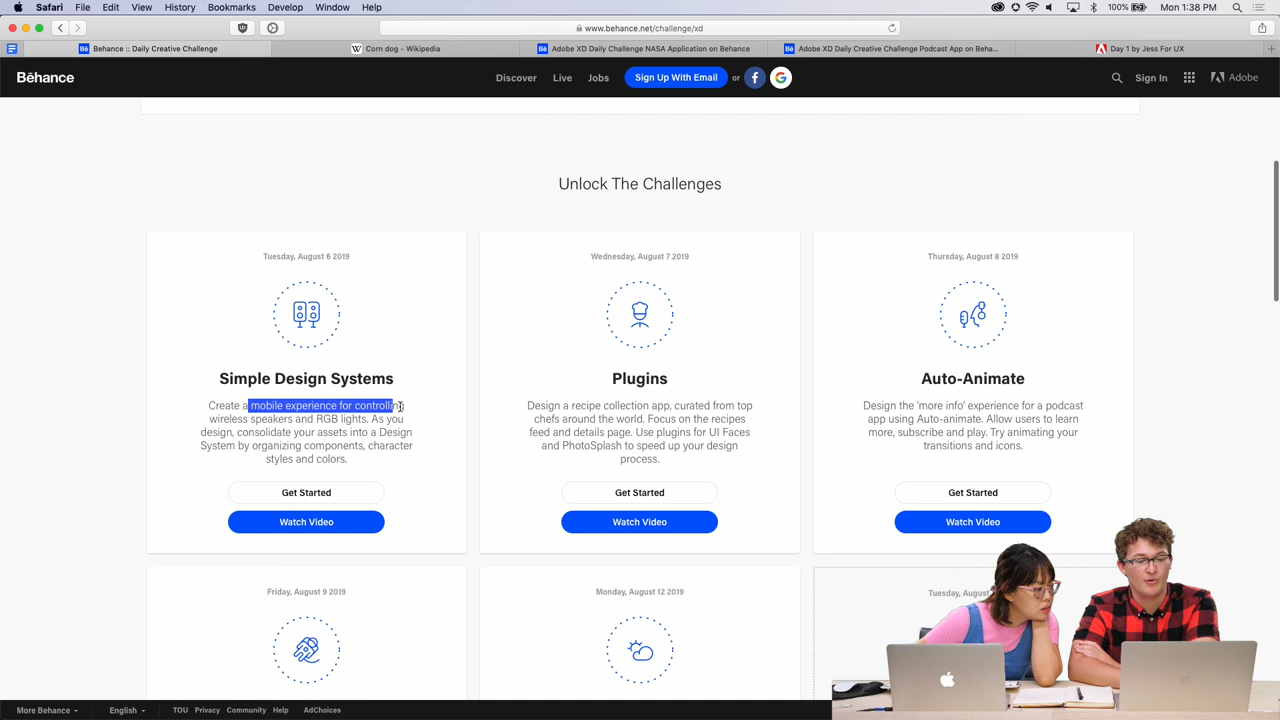 Safari File Edit View History Bookmarks Develop Window Help 100% Mon 1:38 PM
www.behance.net/challenge/xd
Behance :: Daily Creative Challenge Corn dog - Wikipedia Adobe XD Daily Challenge NASA Application on Behance Adobe XD Daily Creative Challenge Podcast App on Beha... Day 1 by Jess For UX
Bēhance Discover Live Jobs Sign Up With Email or f G Sign In Adobe
Unlock The Challenges
Tuesday, August 6 2019
Simple Design Systems
Create a mobile experience for controlling
wireless speakers and RGB lights. As you
design, consolidate your assets into a Design
System by organizing components, character
styles and colors.
Get Started
Watch Video
Wednesday, August 7 2019
Plugins
Design a recipe collection app, curated from top
chefs around the world. Focus on the recipes
feed and details page. Use plugins for UI Faces
and PhotoSplash to speed up your design
process.
Get Started
Watch Video
Thursday, August 8 2019
Auto-Animate
Design the 'more info' experience for a podcast
app using Auto-animate. Allow users to learn
more, subscribe and play. Try animating your
transitions and icons.
Get Started
Watch Video
Friday, August 9 2019
Monday, August 12 2019
Tuesday, August
More Behance English TOU Privacy Community Help AdChoices